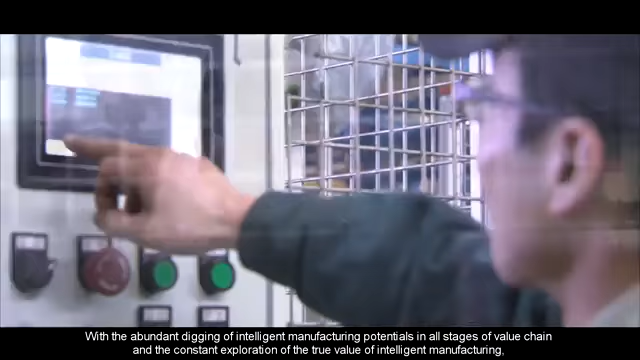 With the abundant digging of intelligent manufacturing potentials in all stages of value chain
and the constant exploration of the true value of intelligent manufacturing,